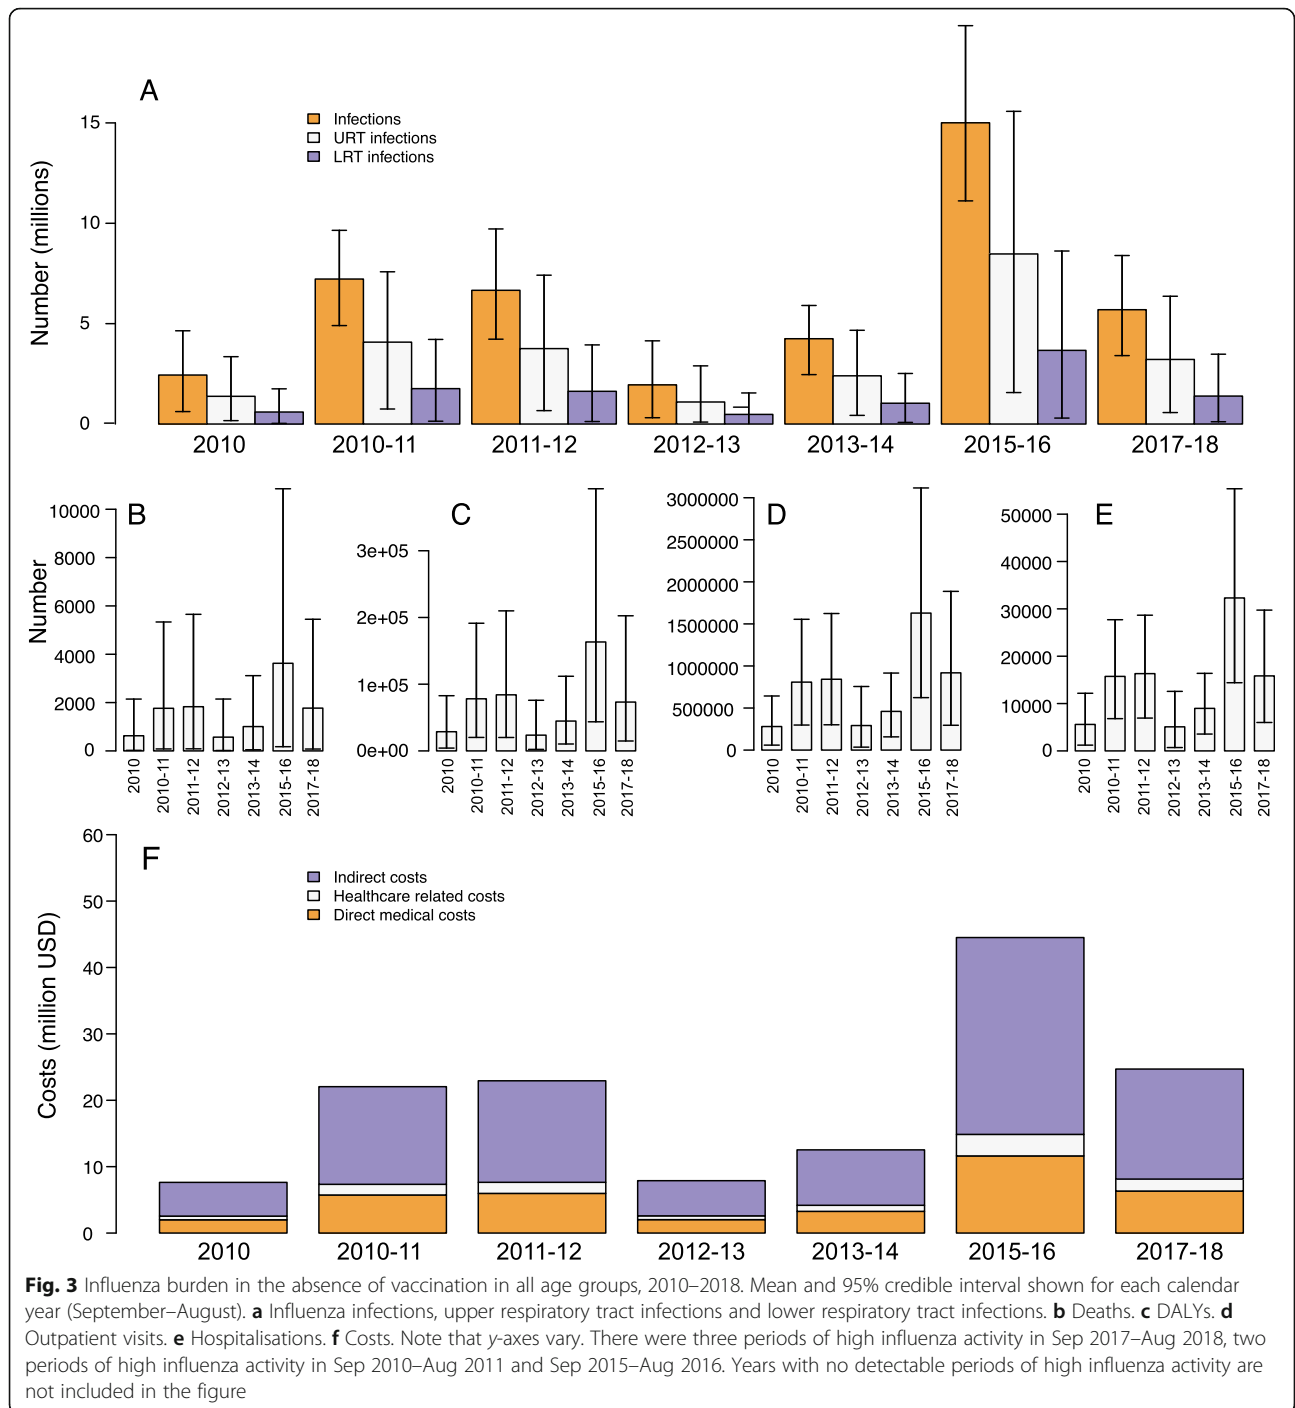 A
Infections
URT infections
LRT infections
Number (millions)
15
10
5
0
2010 2010-11 2011-12 2012-13 2013-14 2015-16 2017-18
B
Number
10000
8000
6000
4000
2000
0
2010 2010-11 2011-12 2012-13 2013-14 2015-16 2017-18
C
3e+05
2e+05
1e+05
0e+00
2010 2010-11 2011-12 2012-13 2013-14 2015-16 2017-18
D
3000000
2500000
2000000
1500000
1000000
500000
0
2010 2010-11 2011-12 2012-13 2013-14 2015-16 2017-18
E
50000
40000
30000
20000
10000
0
2010 2010-11 2011-12 2012-13 2013-14 2015-16 2017-18
F
Indirect costs
Healthcare related costs
Direct medical costs
Costs (million USD)
60
50
40
30
20
10
0
2010 2010-11 2011-12 2012-13 2013-14 2015-16 2017-18
Fig. 3 Influenza burden in the absence of vaccination in all age groups, 2010–2018. Mean and 95% credible interval shown for each calendar
year (September–August). a Influenza infections, upper respiratory tract infections and lower respiratory tract infections. b Deaths. c DALYs. d
Outpatient visits. e Hospitalisations. f Costs. Note that y-axes vary. There were three periods of high influenza activity in Sep 2017–Aug 2018, two
periods of high influenza activity in Sep 2010–Aug 2011 and Sep 2015–Aug 2016. Years with no detectable periods of high influenza activity are
not included in the figure